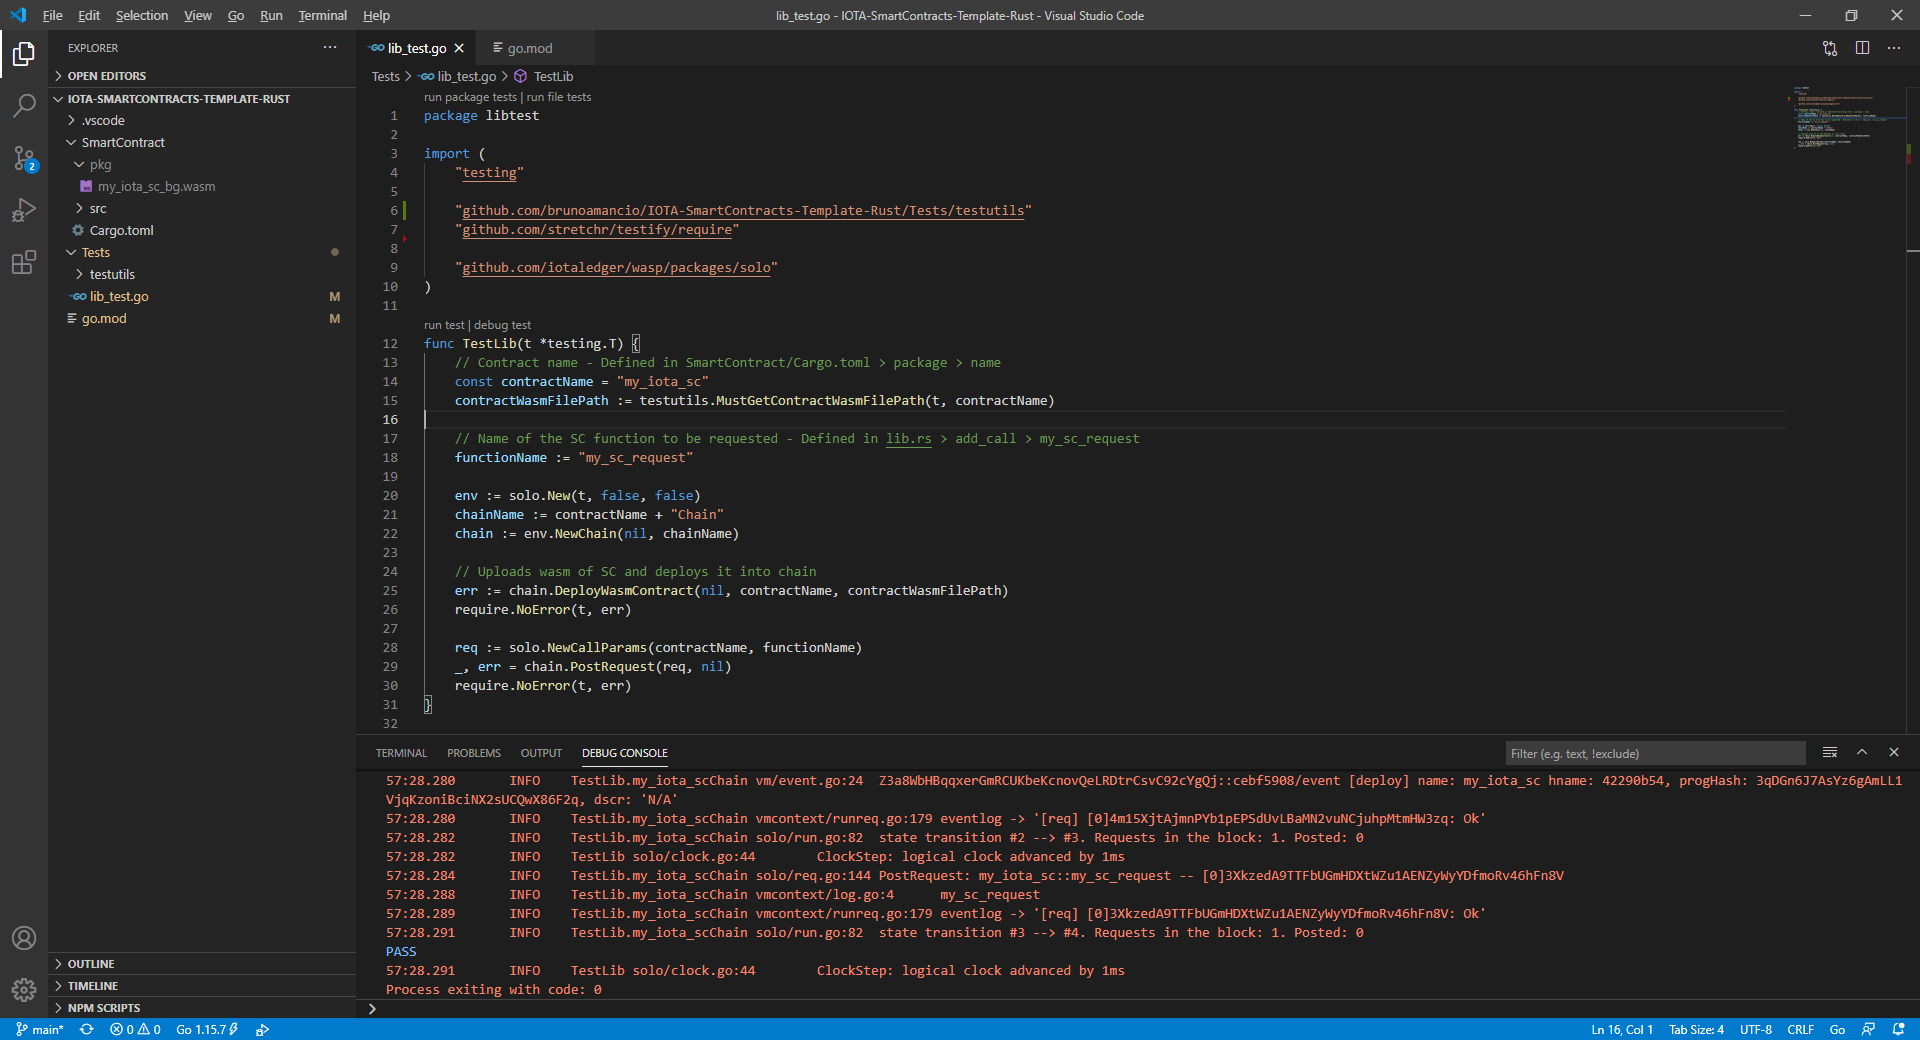 File Edit Selection View Go Run Terminal Help
lib_test.go - IOTA-SmartContracts-Template-Rust - Visual Studio Code
EXPLORER
OPEN EDITORS
IOTA-SMARTCONTRACTS-TEMPLATE-RUST
.vscode
SmartContract
pkg
my_iota_sc_bg.wasm
src
Cargo.toml
Tests
testutils
lib_test.go M
go.mod M
OUTLINE
TIMELINE
NPM SCRIPTS
2
GO lib_test.go
go.mod
Tests > GO lib_test.go > TestLib
run package tests | run file tests
1 package libtest
2
3 import (
4 "testing"
5
6 "github.com/brunoamancio/IOTA-SmartContracts-Template-Rust/Tests/testutils"
7 "github.com/stretchr/testify/require"
8
9 "github.com/iotaledger/wasp/packages/solo"
10 )
11
run test | debug test
12 func TestLib(t *testing.T) {
13 // Contract name - Defined in SmartContract/Cargo.toml > package > name
14 const contractName = "my_iota_sc"
15 contractWasmFilePath := testutils.MustGetContractWasmFilePath(t, contractName)
16
17 // Name of the SC function to be requested - Defined in lib.rs > add_call > my_sc_request
18 functionName := "my_sc_request"
19
20 env := solo.New(t, false, false)
21 chainName := contractName + "Chain"
22 chain := env.NewChain(nil, chainName)
23
24 // Uploads wasm of SC and deploys it into chain
25 err := chain.DeployWasmContract(nil, contractName, contractWasmFilePath)
26 require.NoError(t, err)
27
28 req := solo.NewCallParams(contractName, functionName)
29 _, err = chain.PostRequest(req, nil)
30 require.NoError(t, err)
31 }
32
TERMINAL PROBLEMS OUTPUT DEBUG CONSOLE
Filter (e.g. text, !exclude)
57:28.280 INFO TestLib.my_iota_scChain vm/event.go:24 Z3a8WbHBqqxerGmRCUKbeKcnovQeLRDtrCsvC92cYgQj::cebf5908/event [deploy] name: my_iota_sc hname: 42290b54, progHash: 3qDGn6J7AsYz6gAmLL1
VjqKzoniBciNX2sUCQwX86F2q, dscr: 'N/A'
57:28.280 INFO TestLib.my_iota_scChain vmcontext/runreq.go:179 eventlog -> '[req] [0]4m15XjtAjmnPYb1pEPSdUvLBaMN2vuNCjuhpMtmHW3zq: Ok'
57:28.282 INFO TestLib.my_iota_scChain solo/run.go:82 state transition #2 --> #3. Requests in the block: 1. Posted: 0
57:28.282 INFO TestLib solo/clock.go:44 ClockStep: logical clock advanced by 1ms
57:28.284 INFO TestLib.my_iota_scChain solo/req.go:144 PostRequest: my_iota_sc::my_sc_request -- [0]3XkzedA9TTFbUGmHDXtWZu1AENZyWyYDfmoRv46hFn8V
57:28.288 INFO TestLib.my_iota_scChain vmcontext/log.go:4 my_sc_request
57:28.289 INFO TestLib.my_iota_scChain vmcontext/runreq.go:179 eventlog -> '[req] [0]3XkzedA9TTFbUGmHDXtWZu1AENZyWyYDfmoRv46hFn8V: Ok'
57:28.291 INFO TestLib.my_iota_scChain solo/run.go:82 state transition #3 --> #4. Requests in the block: 1. Posted: 0
PASS
57:28.291 INFO TestLib solo/clock.go:44 ClockStep: logical clock advanced by 1ms
Process exiting with code: 0
main* 0 0 Go 1.15.7 Ln 16, Col 1 Tab Size: 4 UTF-8 CRLF Go